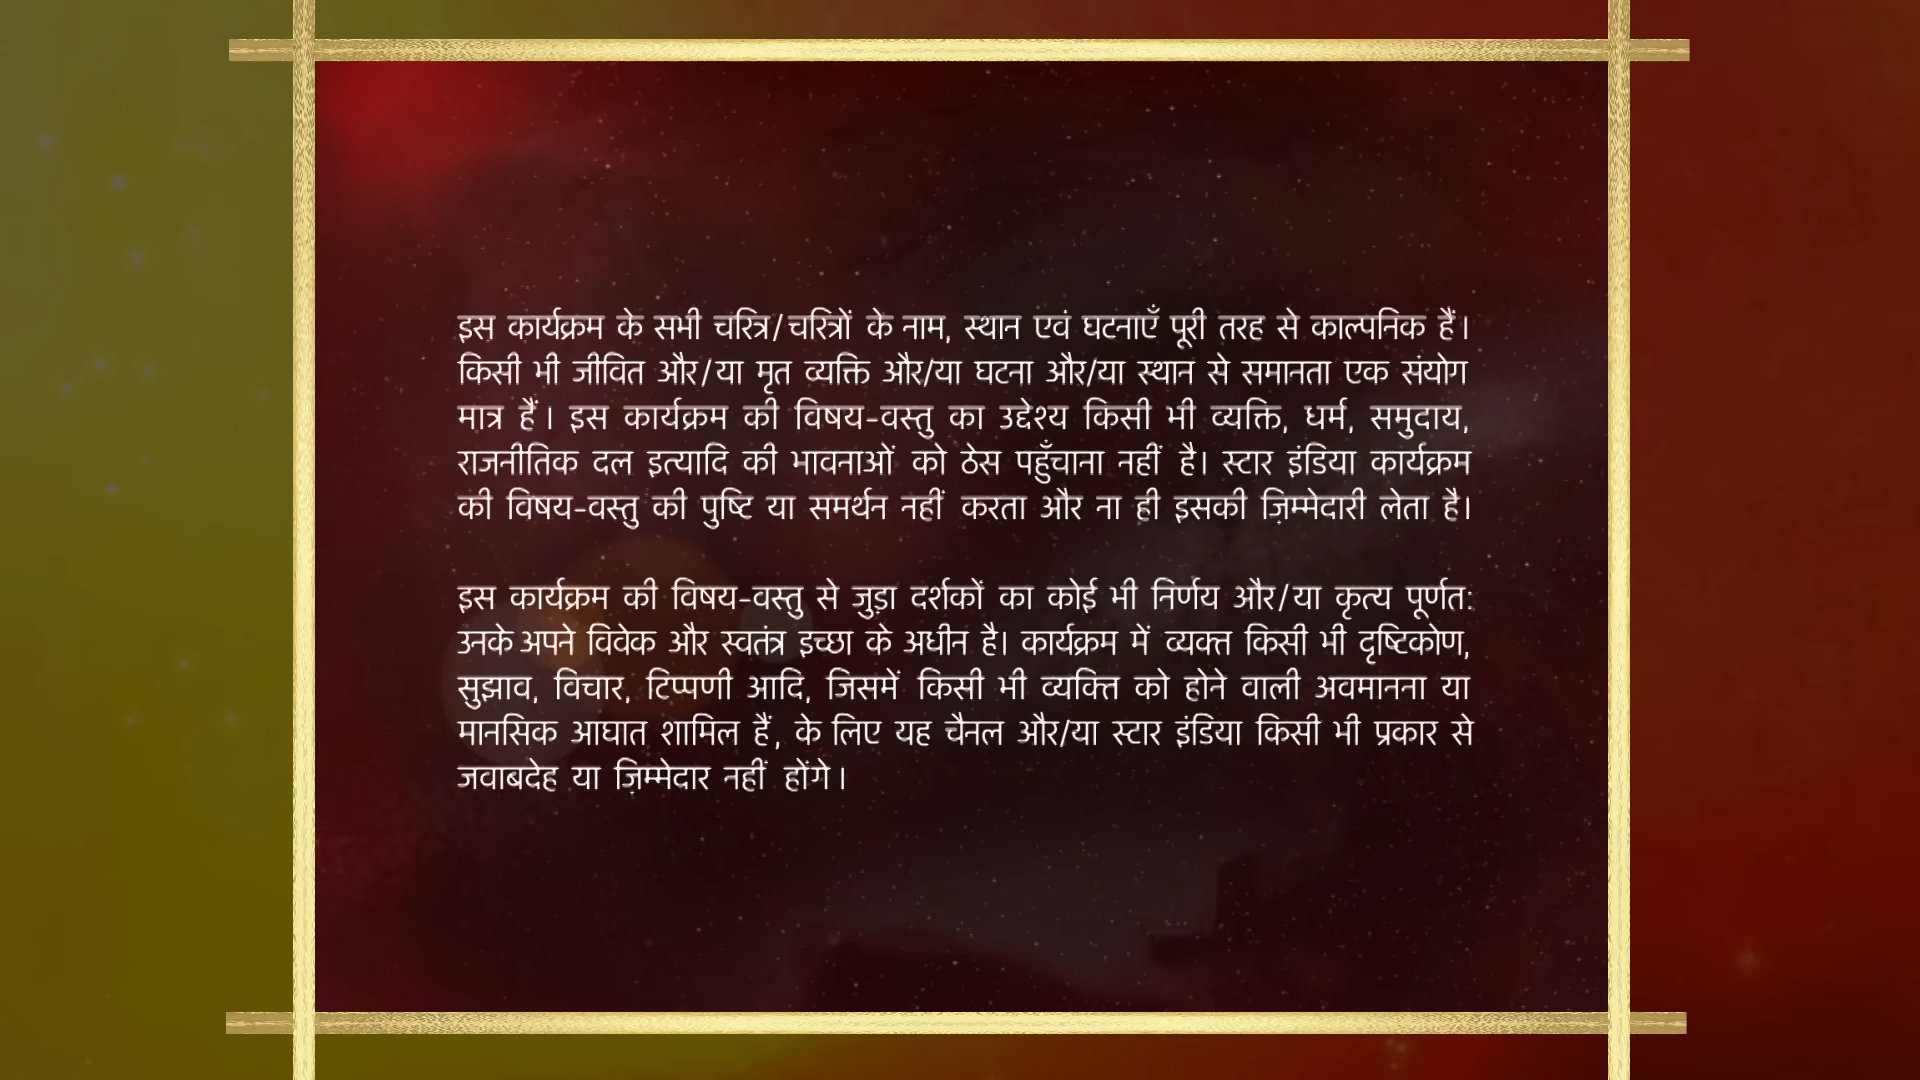 इस कार्यक्रम के सभी चरित्र/चरित्रों के नाम, स्थान एवं घटनाएँ पूरी तरह से काल्पनिक हैं।
किसी भी जीवित और/या मृत व्यक्ति और/या घटना और/या स्थान से समानता एक संयोग
मात्र हैं। इस कार्यक्रम की विषय-वस्तु का उद्देश्य किसी भी व्यक्ति, धर्म, समुदाय,
राजनीतिक दल इत्यादि की भावनाओं को ठेस पहुँचाना नहीं है। स्टार इंडिया कार्यक्रम
की विषय-वस्तु की पुष्टि या समर्थन नहीं करता और ना ही इसकी ज़िम्मेदारी लेता है।
इस कार्यक्रम की विषय-वस्तु से जुड़ा दर्शकों का कोई भी निर्णय और/या कृत्य पूर्णत:
उनके अपने विवेक और स्वतंत्र इच्छा के अधीन है। कार्यक्रम में व्यक्त किसी भी दृष्टिकोण,
सुझाव, विचार, टिप्पणी आदि, जिसमें किसी भी व्यक्ति को होने वाली अवमानना या
मानसिक आघात शामिल हैं, के लिए यह चैनल और/या स्टार इंडिया किसी भी प्रकार से
जवाबदेह या ज़िम्मेदार नहीं होंगे।